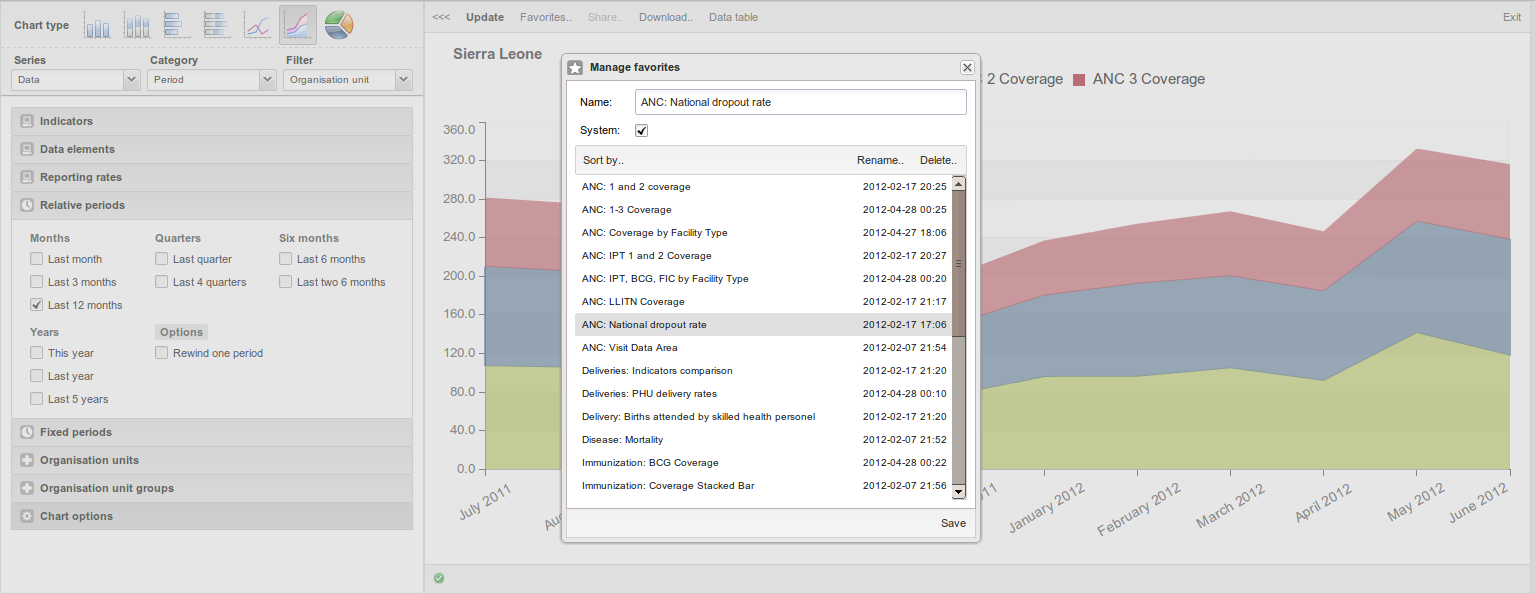 Chart type
<<< Update Favorites.. Share.. Download.. Data table Exit
Series Category Filter
Data Period Organisation unit
Indicators
Data elements
Reporting rates
Relative periods
Months Quarters Six months
Last month Last quarter Last 6 months
Last 3 months Last 4 quarters Last two 6 months
Last 12 months
Years Options
This year Rewind one period
Last year
Last 5 years
Fixed periods
Organisation units
Organisation unit groups
Chart options
Sierra Leone
2 Coverage ANC 3 Coverage
360.0
320.0
280.0
240.0
200.0
160.0
120.0
80.0
40.0
0.0
July 2011
January 2012
February 2012
March 2012
April 2012
May 2012
June 2012
Manage favorites
Name: ANC: National dropout rate
System:
Sort by.. Rename.. Delete..
ANC: 1 and 2 coverage 2012-02-17 20:25
ANC: 1-3 Coverage 2012-04-28 00:25
ANC: Coverage by Facility Type 2012-04-27 18:06
ANC: IPT 1 and 2 Coverage 2012-02-17 20:27
ANC: IPT, BCG, FIC by Facility Type 2012-04-28 00:20
ANC: LLITN Coverage 2012-02-17 21:17
ANC: National dropout rate 2012-02-17 17:06
ANC: Visit Data Area 2012-02-07 21:54
Deliveries: Indicators comparison 2012-02-17 21:20
Deliveries: PHU delivery rates 2012-04-28 00:10
Delivery: Births attended by skilled health personel 2012-02-17 21:20
Disease: Mortality 2012-02-07 21:52
Immunization: BCG Coverage 2012-04-28 00:22
Immunization: Coverage Stacked Bar 2012-02-07 21:56
Save